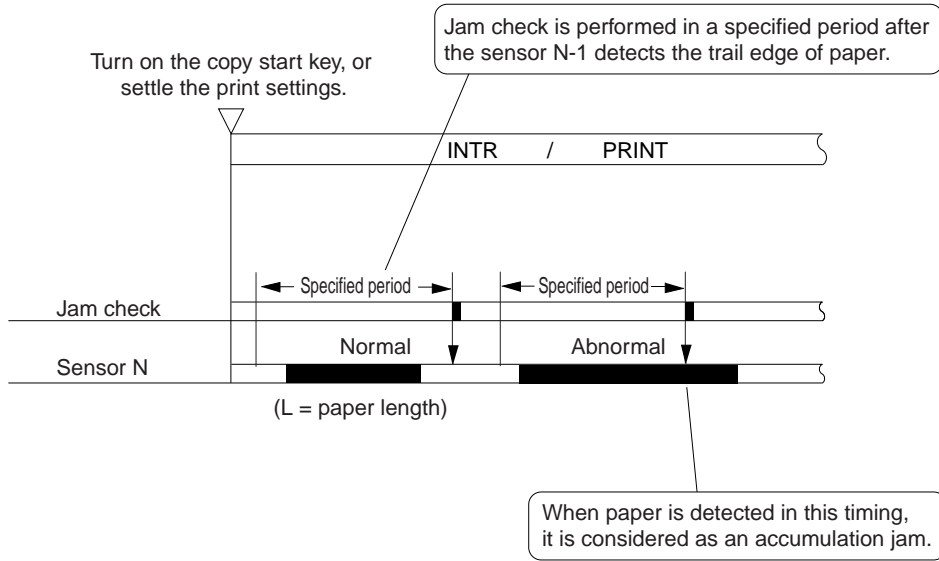 Jam check is performed in a specified period after
the sensor N-1 detects the trail edge of paper.
Turn on the copy start key, or
settle the print settings.
INTR / PRINT
Specified period
Specified period
Jam check
Normal
Abnormal
Sensor N
(L = paper length)
When paper is detected in this timing,
it is considered as an accumulation jam.